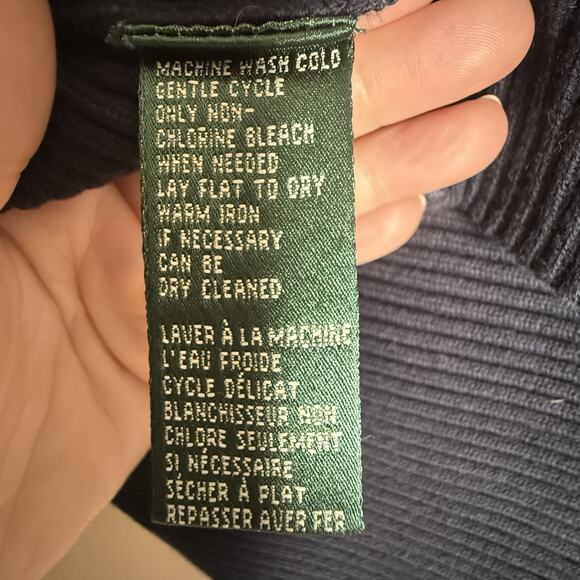 MACHINE WASH COLD
GENTLE CYCLE
ONLY NON-
CHLORINE BLEACH
WHEN NEEDED
LAY FLAT TO DRY
WARM IRON
IF NECESSARY
CAN BE
DRY CLEANED
LAVER À LA MACHINE
L'EAU FROIDE
CYCLE DÉLICAT
BLANCHISSEUR NON
CHLORE SEULEMENT
SI NÉCESSAIRE
SÉCHER À PLAT
REPASSER AVER FER